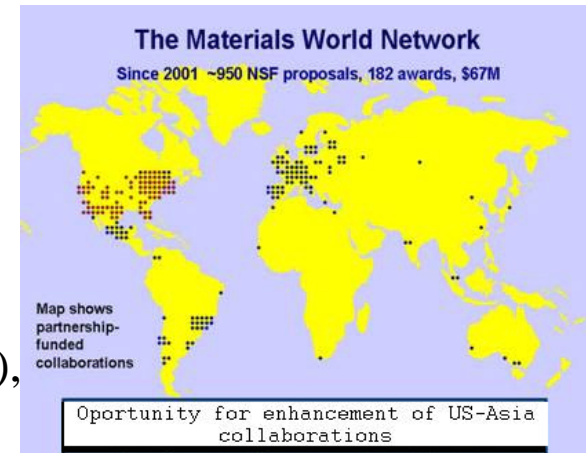 The Materials World Network
Since 2001 ~950 NSF proposals, 182 awards, $67M
Map shows
partnership-
funded
collaborations
),
Oportunity for enhancement of US-Asia
collaborations